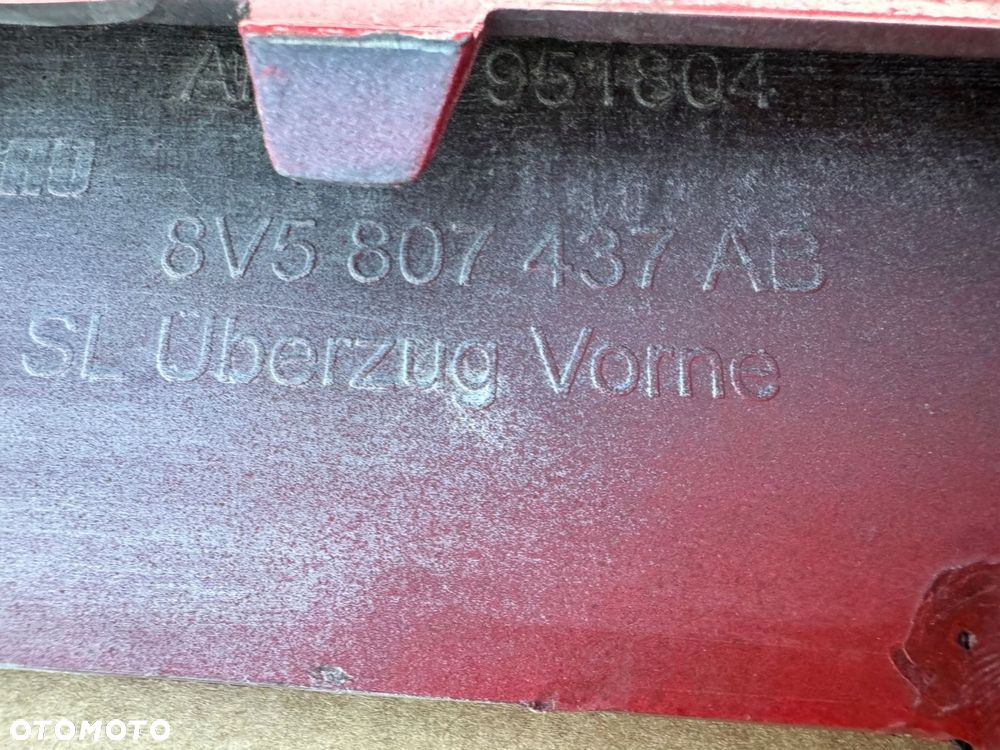 951804
8V5 807 437 AB
SL Überzug Vorne
OTOMOTO